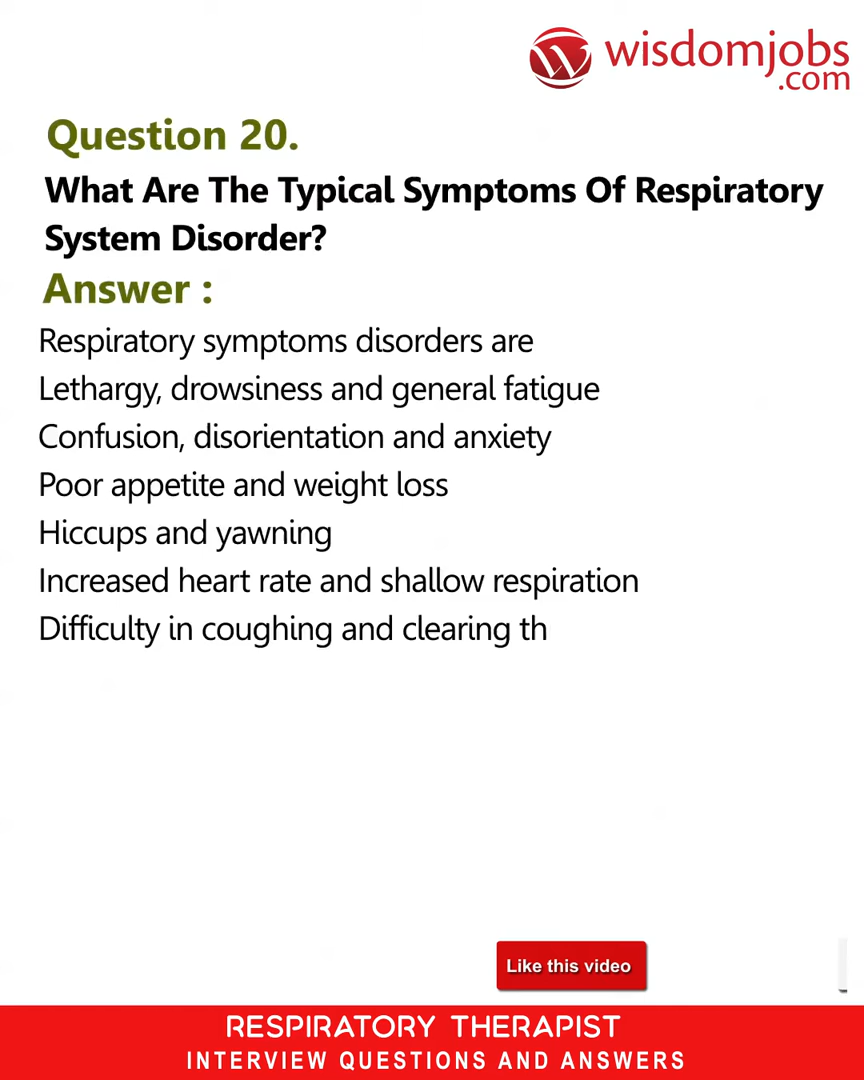 wisdomjobs
.com
Question 20.
What Are The Typical Symptoms Of Respiratory
System Disorder?
Answer :
Respiratory symptoms disorders are
Lethargy, drowsiness and general fatigue
Confusion, disorientation and anxiety
Poor appetite and weight loss
Hiccups and yawning
Increased heart rate and shallow respiration
Difficulty in coughing and clearing th
Like this video
RESPIRATORY THERAPIST
INTERVIEW QUESTIONS AND ANSWERS